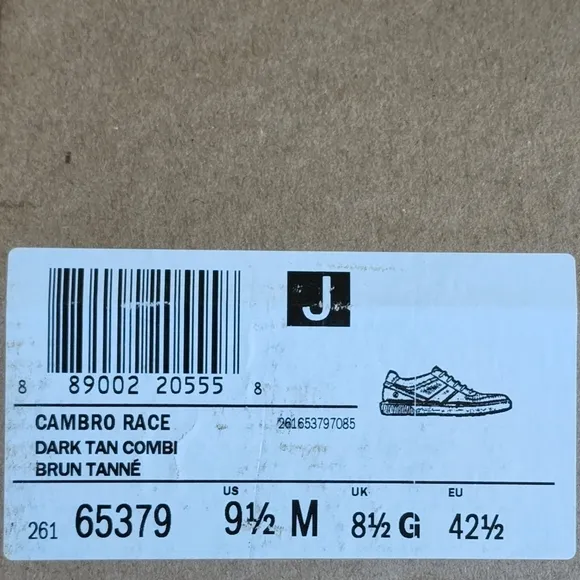 J
8 89002 20555 8
CAMBRO RACE 261653797085
DARK TAN COMBI
BRUN TANNÉ
US UK EU
261 65379 9½ M 8½ G 42½